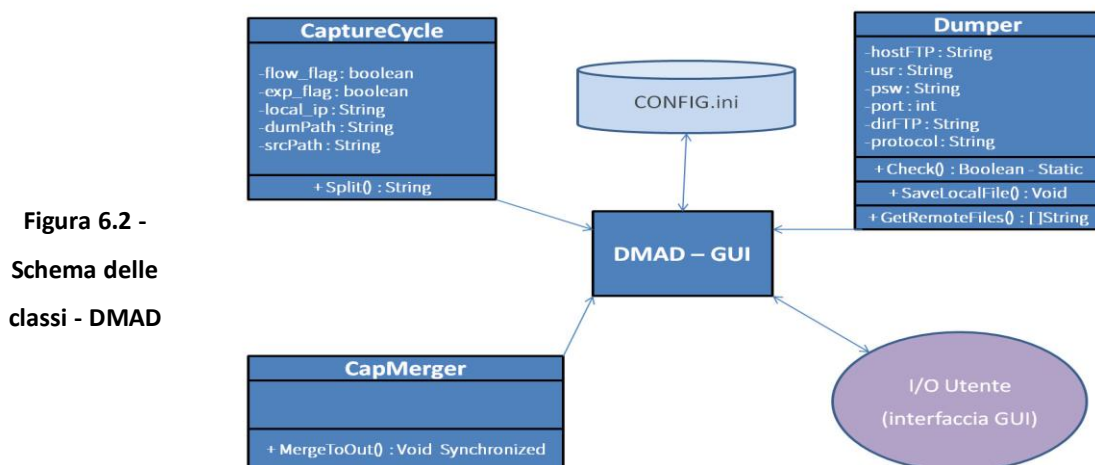 CaptureCycle
-flow_flag : boolean
-exp_flag : boolean
-local_ip : String
-dumPath : String
-srcPath : String
+ Split() : String
CONFIG.ini
Dumper
-hostFTP : String
-usr : String
-psw : String
-port : int
-dirFTP : String
-protocol : String
+ Check() : Boolean - Static
+ SaveLocalFile() : Void
+ GetRemoteFiles() : [ ]String
Figura 6.2 -
Schema delle
classi - DMAD
DMAD – GUI
CapMerger
+ MergeToOut() : Void Synchronized
I/O Utente
(interfaccia GUI)